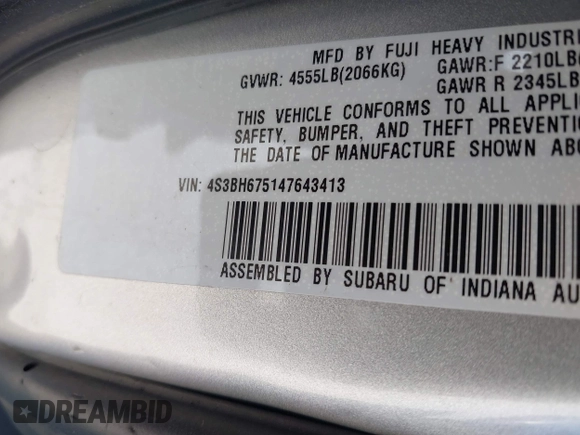 MFD BY FUJI HEAVY INDUSTRI
GVWR: 4555LB(2066KG) GAWR:F 2210LB
GAWR R 2345LB
THIS VEHICLE CONFORMS TO ALL APPLI
SAFETY, BUMPER, AND THEFT PREVENTI
THE DATE OF MANUFACTURE SHOWN ABO
VIN: 4S3BH675147643413
ASSEMBLED BY SUBARU OF INDIANA AU
DREAMBID